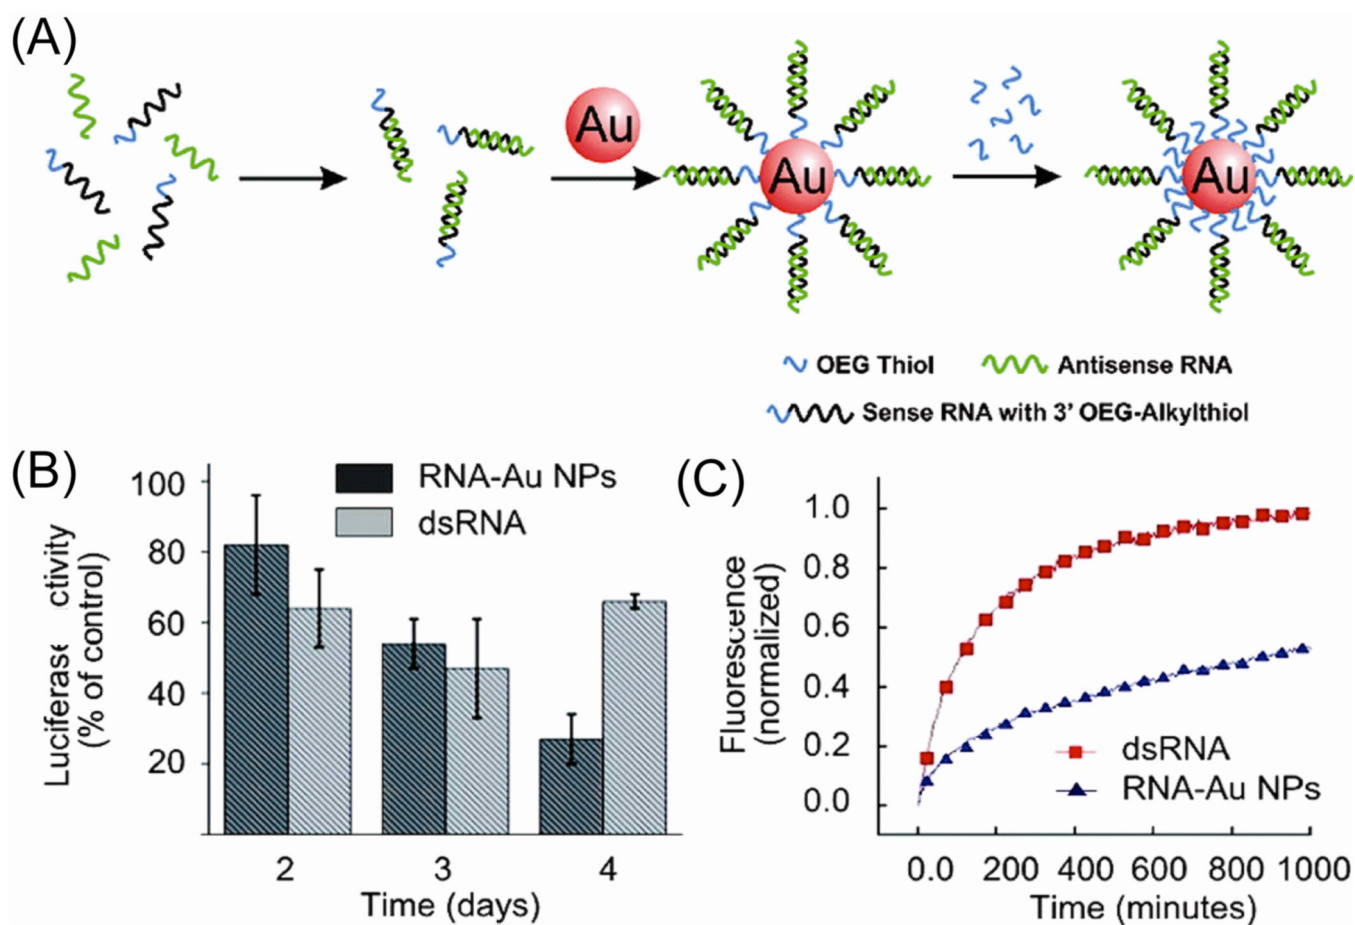 (A)
Au
Au
Au
OEG Thiol
Antisense RNA
Sense RNA with 3' OEG-Alkylthiol
(B)
100
80
60
40
20
Luciferase ctivity
(% of control)
RNA-Au NPs
dsRNA
2
3
4
Time (days)
(C)
1.0
0.8
0.6
0.4
0.2
0.0
Fluorescence
(normalized)
dsRNA
RNA-Au NPs
0.0
200
400
600
800
1000
Time (minutes)